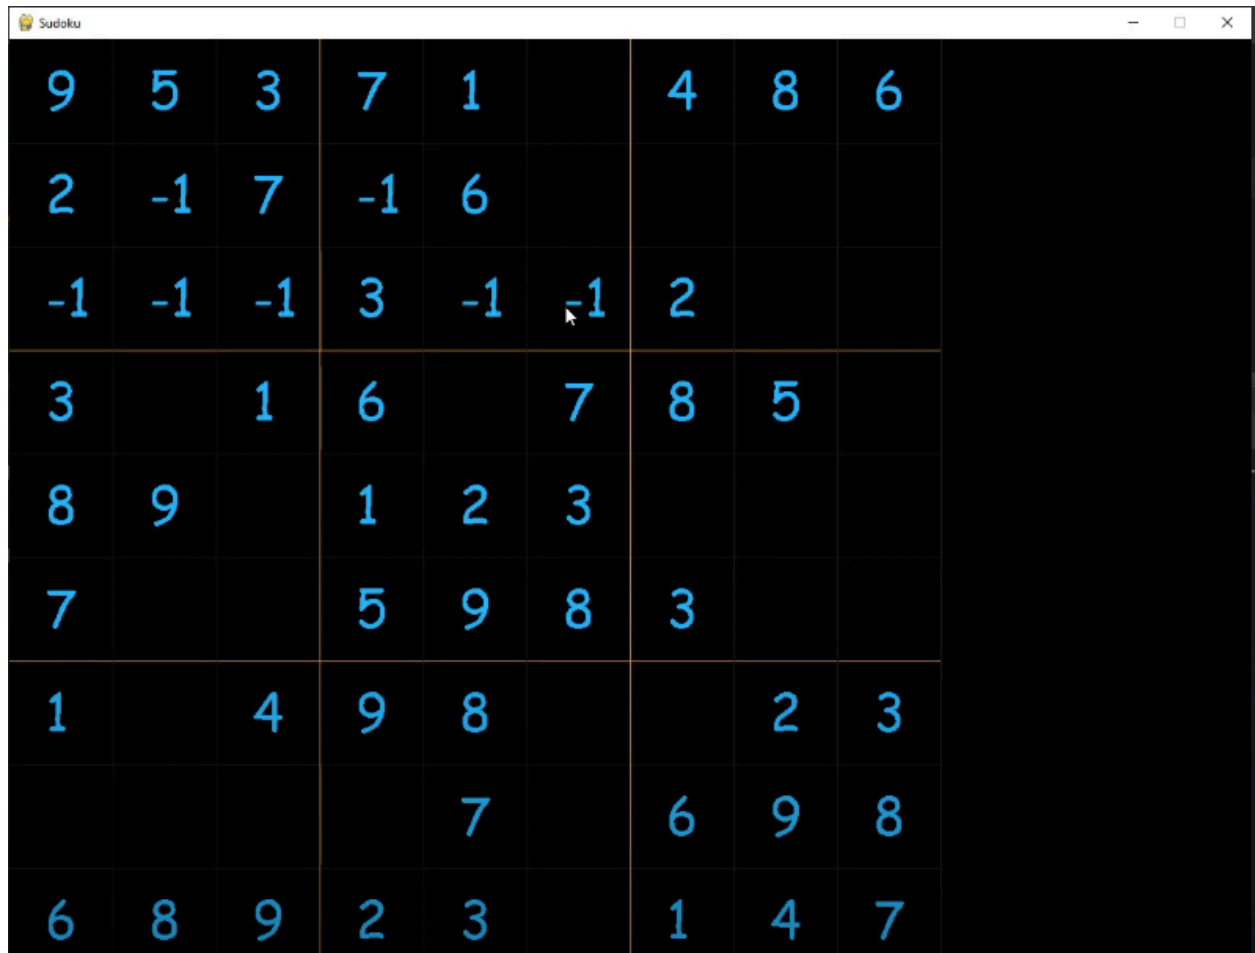 Sudoku
9 5 3 7 1 4 8 6
2 -1 7 -1 6
-1 -1 -1 3 -1 -1 2
3 1 6 7 8 5
8 9 1 2 3
7 5 9 8 3
1 4 9 8 2 3
7 6 9 8
6 8 9 2 3 1 4 7